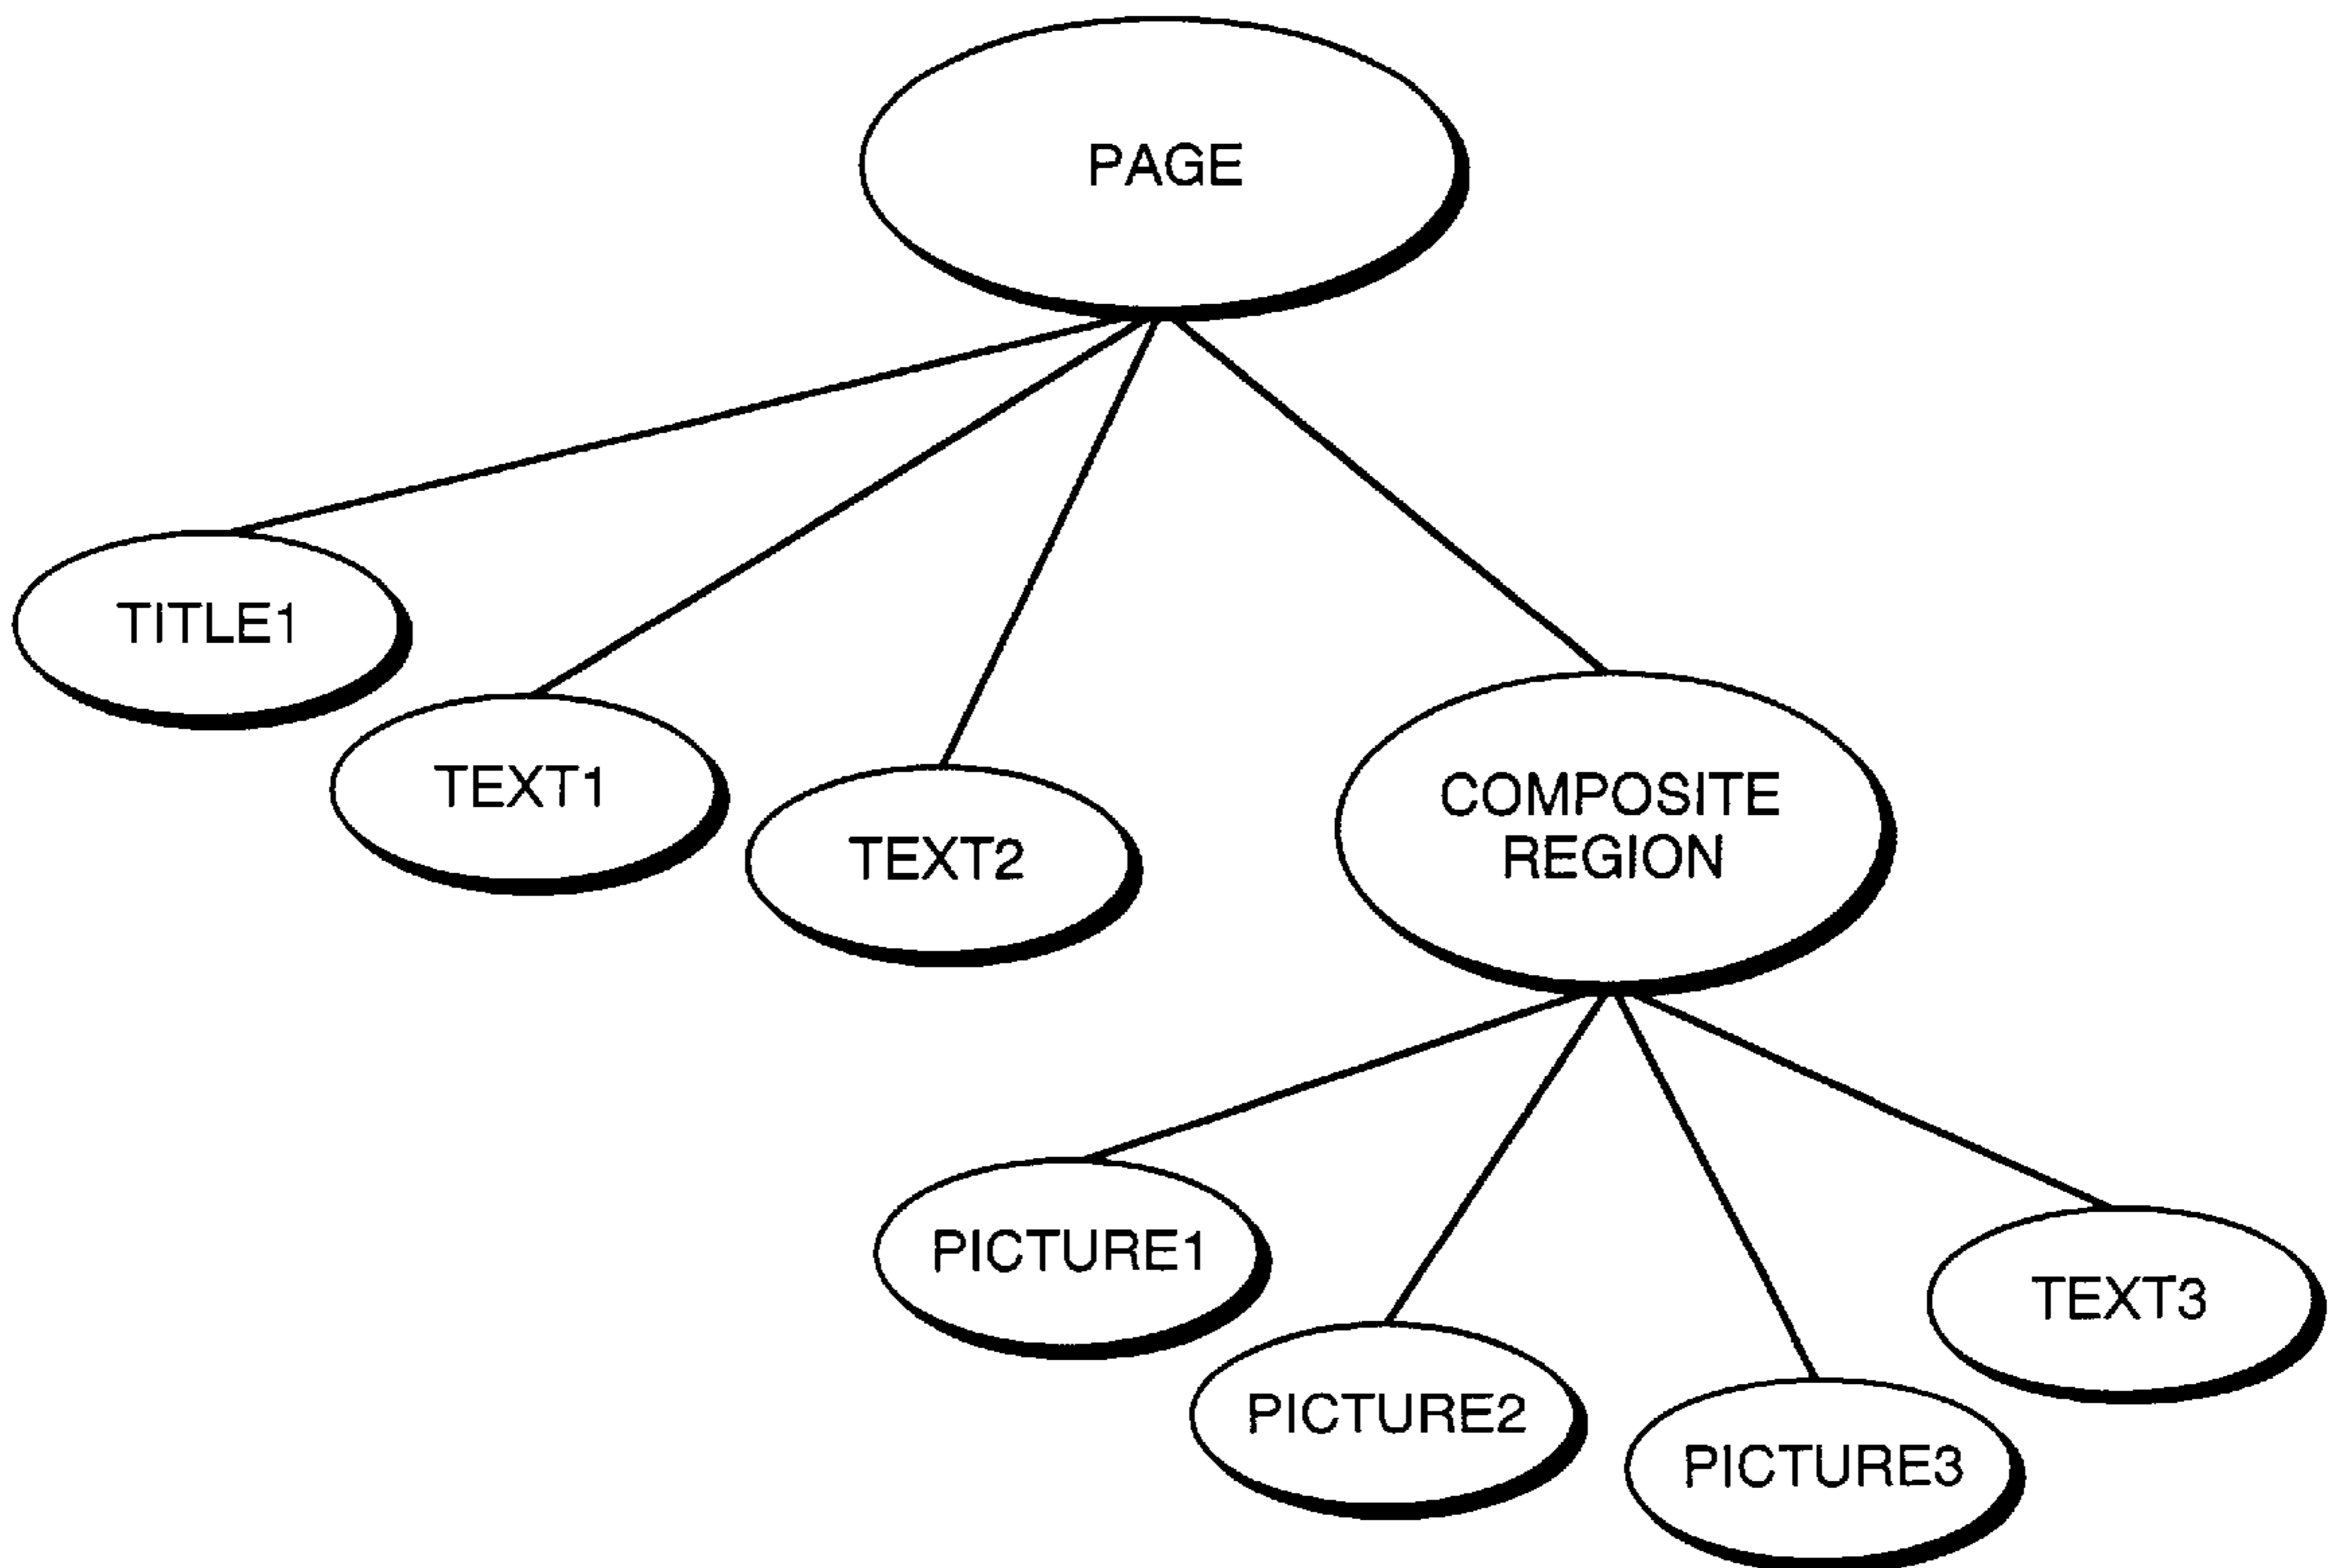 PAGE
TITLE1
TEXT1
TEXT2
COMPOSITE
REGION
PICTURE1
PICTURE2
PICTURE3
TEXT3